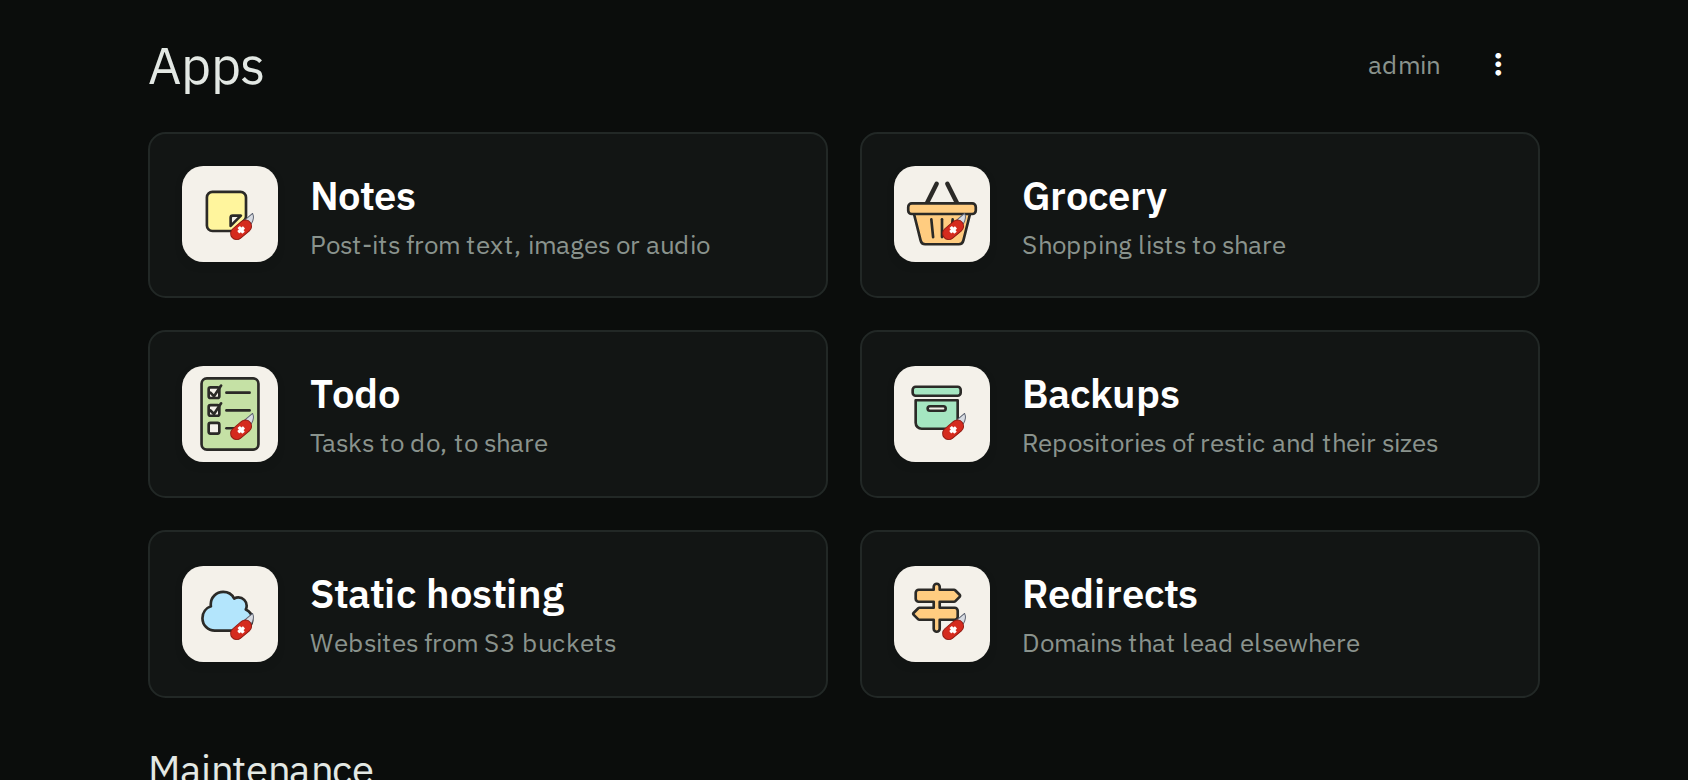 Apps
admin
Notes
Post-its from text, images or audio
Grocery
Shopping lists to share
Todo
Tasks to do, to share
Backups
Repositories of restic and their sizes
Static hosting
Websites from S3 buckets
Redirects
Domains that lead elsewhere
Maintenance